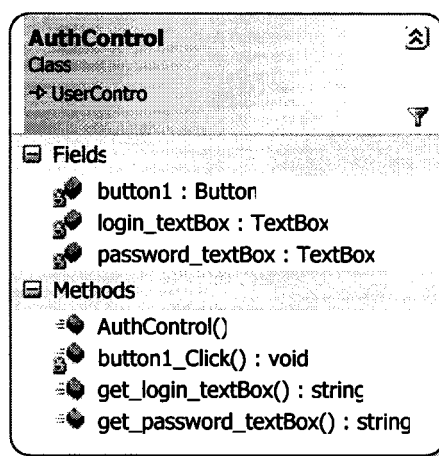 AuthControl
Class
UserContro
Fields
button1 : Button
login_textBox : TextBox
password_textBox : TextBox
Methods
AuthControl()
button1_Click() : void
get_login_textBox() : string
get_password_textBox() : string